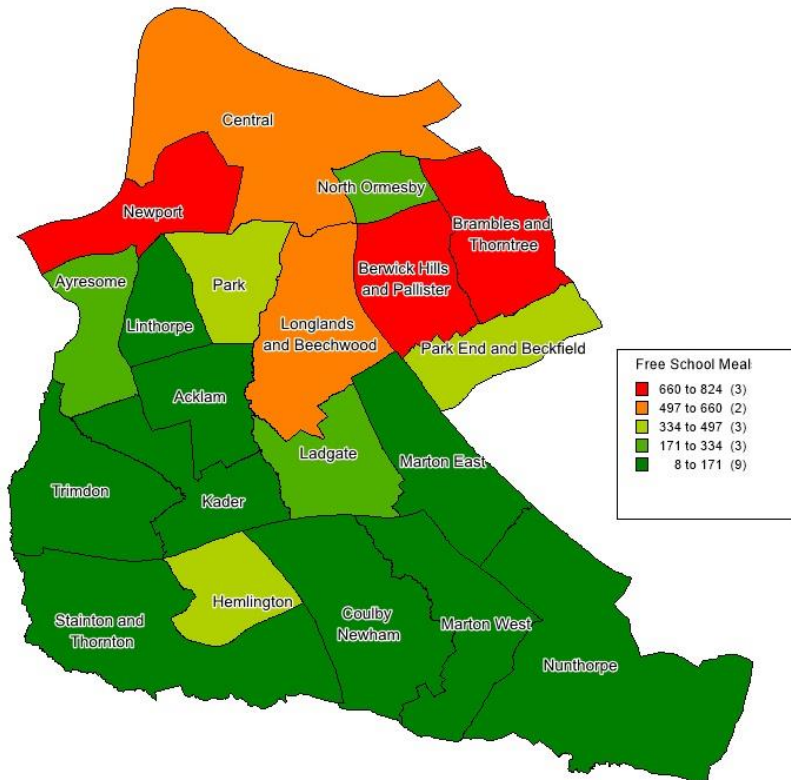 Central
North Ormesby
Newport
Brambles and
Thorntree
Ayresome
Park
Berwick Hills
and Pallister
Linthorpe
Longlands
and Beechwood
Park End and Beckfield
Acklam
Ladgate
Marton East
Trimdon
Kader
Hemlington
Stainton and
Thornton
Coulby
Newham
Marton West
Nunthorpe
Free School Meal
660 to 824 (3)
497 to 660 (2)
334 to 497 (3)
171 to 334 (3)
8 to 171 (9)